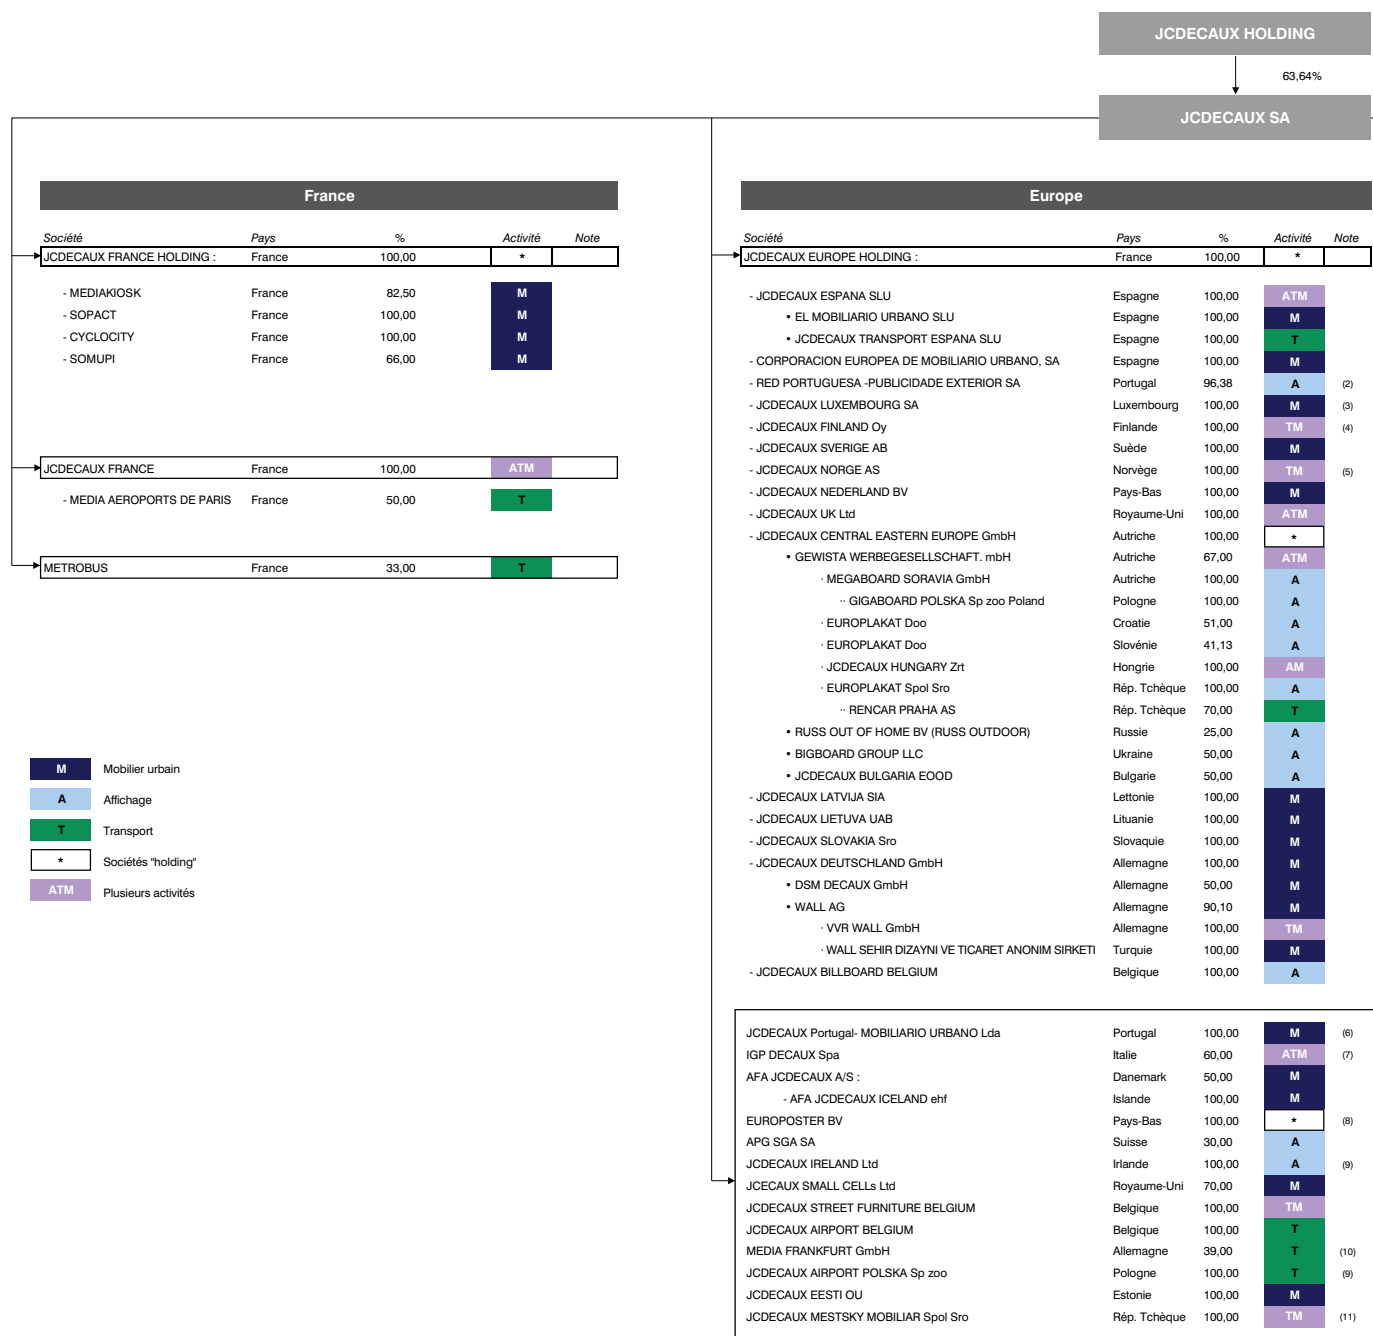 JCDECAUX HOLDING
63,64%
JCDECAUX SA
France
Société Pays % Activité Note
JCDECAUX FRANCE HOLDING : France 100,00 *
- MEDIAKIOSK France 82,50 M
- SOPACT France 100,00 M
- CYCLOCITY France 100,00 M
- SOMUPI France 66,00 M
JCDECAUX FRANCE France 100,00 ATM
- MEDIA AEROPORTS DE PARIS France 50,00 T
METROBUS France 33,00 T
M Mobilier urbain
A Affichage
T Transport
* Sociétés "holding"
ATM Plusieurs activités
Europe
Société Pays % Activité Note
JCDECAUX EUROPE HOLDING : France 100,00 *
- JCDECAUX ESPANA SLU Espagne 100,00 ATM
• EL MOBILIARIO URBANO SLU Espagne 100,00 M
• JCDECAUX TRANSPORT ESPANA SLU Espagne 100,00 T
- CORPORACION EUROPEA DE MOBILIARIO URBANO, SA Espagne 100,00 M
- RED PORTUGUESA -PUBLICIDADE EXTERIOR SA Portugal 96,38 A (2)
- JCDECAUX LUXEMBOURG SA Luxembourg 100,00 M (3)
- JCDECAUX FINLAND Oy Finlande 100,00 TM (4)
- JCDECAUX SVERIGE AB Suède 100,00 M
- JCDECAUX NORGE AS Norvège 100,00 TM (5)
- JCDECAUX NEDERLAND BV Pays-Bas 100,00 M
- JCDECAUX UK Ltd Royaume-Uni 100,00 ATM
- JCDECAUX CENTRAL EASTERN EUROPE GmbH Autriche 100,00 *
• GEWISTA WERBEGESELLSCHAFT. mbH Autriche 67,00 ATM
· MEGABOARD SORAVIA GmbH Autriche 100,00 A
·· GIGABOARD POLSKA Sp zoo Poland Pologne 100,00 A
· EUROPLAKAT Doo Croatie 51,00 A
· EUROPLAKAT Doo Slovénie 41,13 A
· JCDECAUX HUNGARY Zrt Hongrie 100,00 AM
· EUROPLAKAT Spol Sro Rép. Tchèque 100,00 A
·· RENCAR PRAHA AS Rép. Tchèque 70,00 T
• RUSS OUT OF HOME BV (RUSS OUTDOOR) Russie 25,00 A
• BIGBOARD GROUP LLC Ukraine 50,00 A
• JCDECAUX BULGARIA EOOD Bulgarie 50,00 A
- JCDECAUX LATVIJA SIA Lettonie 100,00 M
- JCDECAUX LIETUVA UAB Lituanie 100,00 M
- JCDECAUX SLOVAKIA Sro Slovaquie 100,00 M
- JCDECAUX DEUTSCHLAND GmbH Allemagne 100,00 M
• DSM DECAUX GmbH Allemagne 50,00 M
• WALL AG Allemagne 90,10 M
· VVR WALL GmbH Allemagne 100,00 TM
· WALL SEHIR DIZAYNI VE TICARET ANONIM SIRKETI Turquie 100,00 M
- JCDECAUX BILLBOARD BELGIUM Belgique 100,00 A
JCDECAUX Portugal- MOBILIARIO URBANO Lda Portugal 100,00 M (6)
IGP DECAUX Spa Italie 60,00 ATM (7)
AFA JCDECAUX A/S : Danemark 50,00 M
- AFA JCDECAUX ICELAND ehf Islande 100,00 M
EUROPOSTER BV Pays-Bas 100,00 * (8)
APG SGA SA Suisse 30,00 A
JCDECAUX IRELAND Ltd Irlande 100,00 A (9)
JCECAUX SMALL CELLs Ltd Royaume-Uni 70,00 M
JCDECAUX STREET FURNITURE BELGIUM Belgique 100,00 TM
JCDECAUX AIRPORT BELGIUM Belgique 100,00 T
MEDIA FRANKFURT GmbH Allemagne 39,00 T (10)
JCDECAUX AIRPORT POLSKA Sp zoo Pologne 100,00 T (9)
JCDECAUX EESTI OU Estonie 100,00 M
JCDECAUX MESTSKY MOBILIAR Spol Sro Rép. Tchèque 100,00 TM (11)